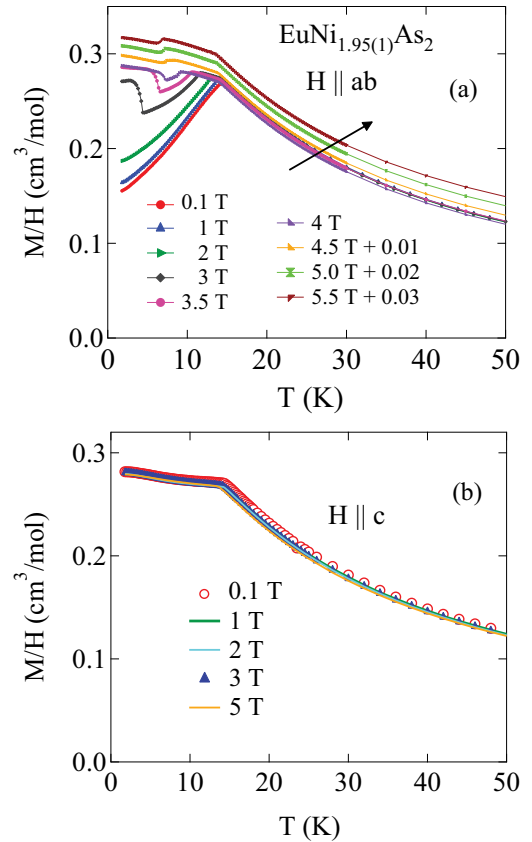 EuNi1.95(1)As2
H || ab
(a)
M/H (cm3/mol)
0.3
0.2
0.1
0.0
0.1 T
1 T
2 T
3 T
3.5 T
4 T
4.5 T + 0.01
5.0 T + 0.02
5.5 T + 0.03
0 10 20 30 40 50
T (K)
(b)
H || c
M/H (cm3/mol)
0.3
0.2
0.1
0.0
0.1 T
1 T
2 T
3 T
5 T
0 10 20 30 40 50
T (K)